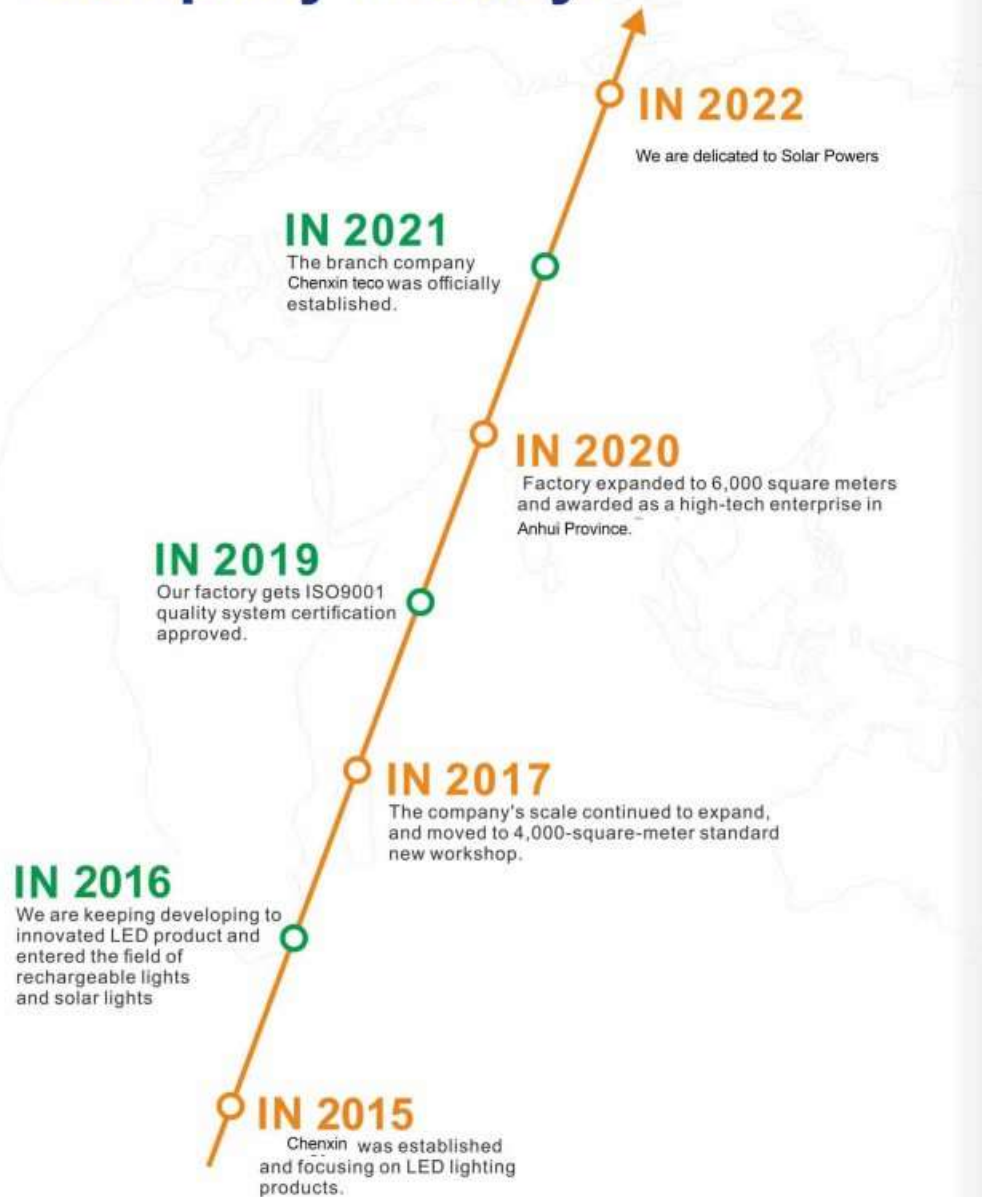 IN 2022
We are delicated to Solar Powers
IN 2021
The branch company
Chenxin teco was officially
established.
IN 2020
Factory expanded to 6,000 square meters
and awarded as a high-tech enterprise in
Anhui Province.
IN 2019
Our factory gets ISO9001
quality system certification
approved.
IN 2017
The company's scale continued to expand,
and moved to 4,000-square-meter standard
new workshop.
IN 2016
We are keeping developing to
innovated LED product and
entered the field of
rechargeable lights
and solar lights
IN 2015
Chenxin was established
and focusing on LED lighting
products.